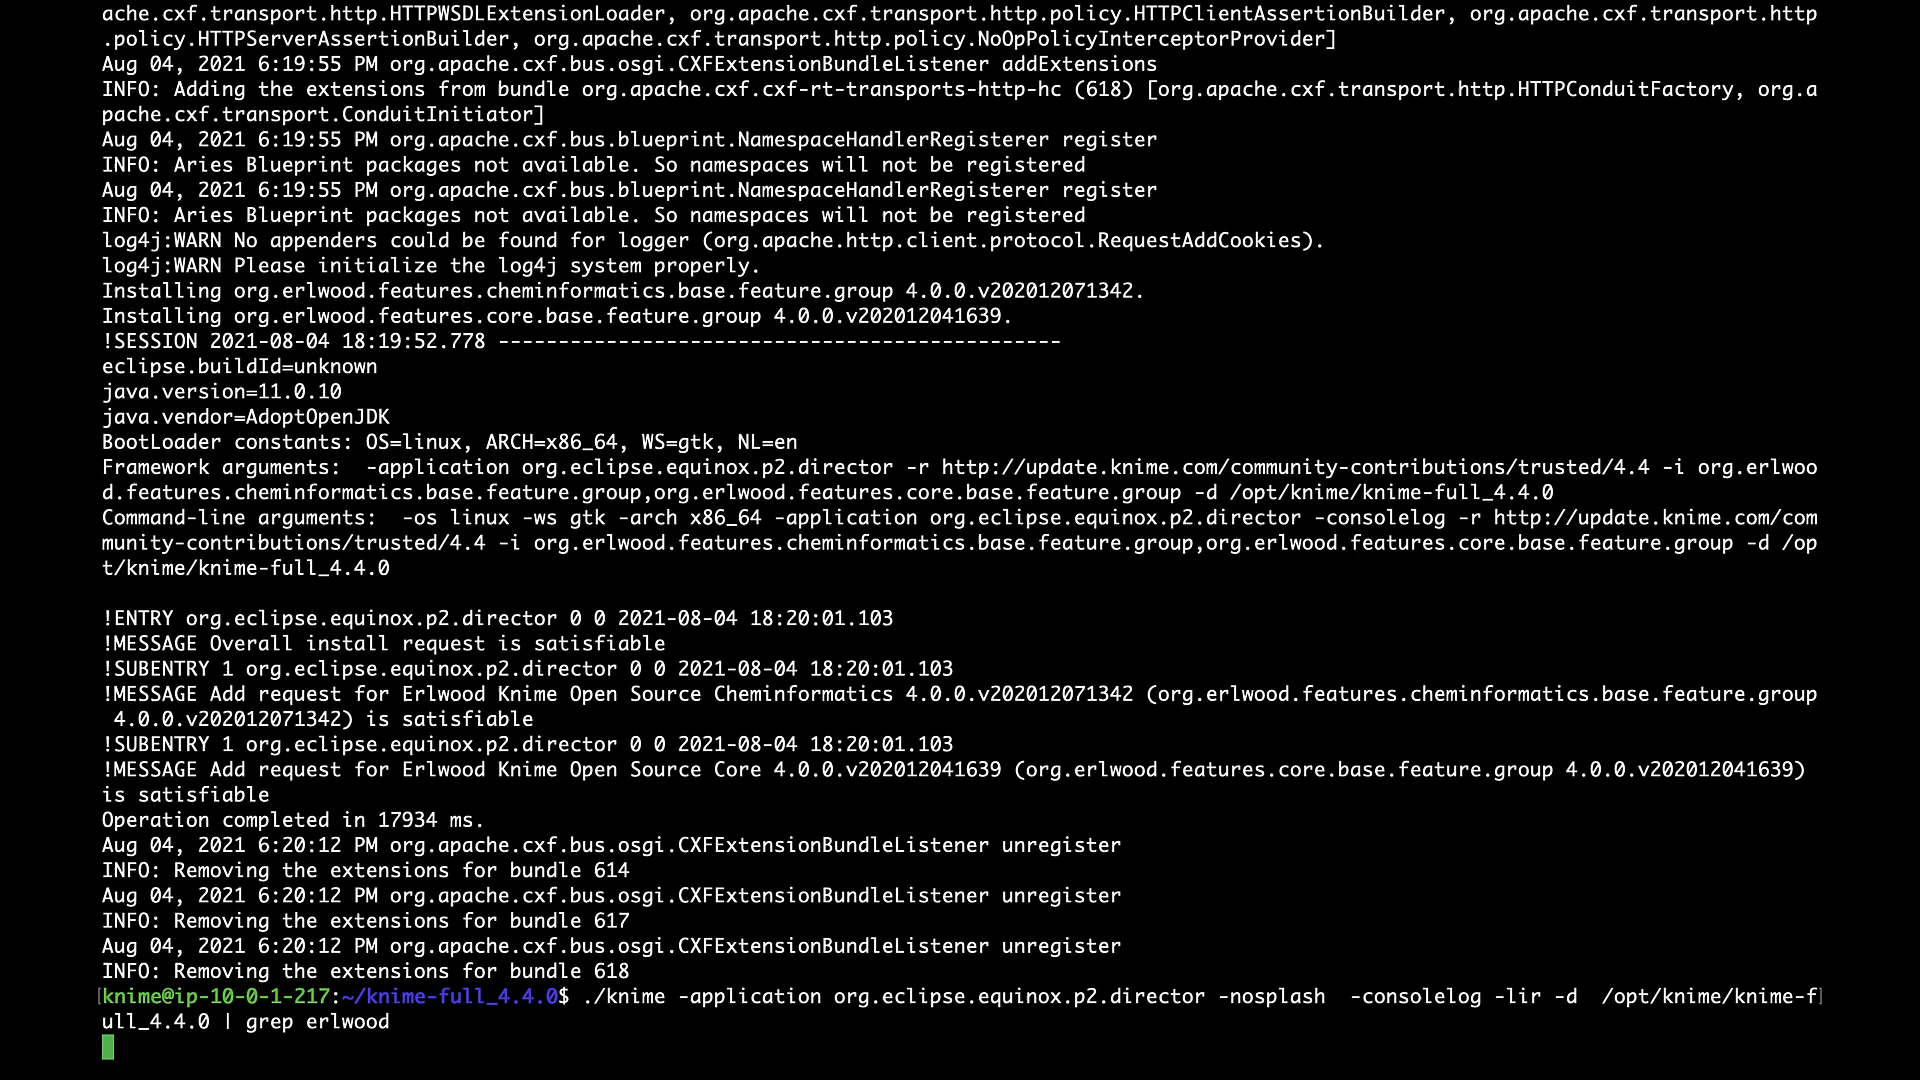 ache.cxf.transport.http.HTTPWSDLExtensionLoader, org.apache.cxf.transport.http.policy.HTTPClientAssertionBuilder, org.apache.cxf.transport.http
.policy.HTTPServerAssertionBuilder, org.apache.cxf.transport.http.policy.NoOpPolicyInterceptorProvider]
Aug 04, 2021 6:19:55 PM org.apache.cxf.bus.osgi.CXFExtensionBundleListener addExtensions
INFO: Adding the extensions from bundle org.apache.cxf.cxf-rt-transports-http-hc (618) [org.apache.cxf.transport.http.HTTPConduitFactory, org.a
pache.cxf.transport.ConduitInitiator]
Aug 04, 2021 6:19:55 PM org.apache.cxf.bus.blueprint.NamespaceHandlerRegisterer register
INFO: Aries Blueprint packages not available. So namespaces will not be registered
Aug 04, 2021 6:19:55 PM org.apache.cxf.bus.blueprint.NamespaceHandlerRegisterer register
INFO: Aries Blueprint packages not available. So namespaces will not be registered
log4j:WARN No appenders could be found for logger (org.apache.http.client.protocol.RequestAddCookies).
log4j:WARN Please initialize the log4j system properly.
Installing org.erlwood.features.cheminformatics.base.feature.group 4.0.0.v202012071342.
Installing org.erlwood.features.core.base.feature.group 4.0.0.v202012041639.
!SESSION 2021-08-04 18:19:52.778 -----------------------------------------------
eclipse.buildId=unknown
java.version=11.0.10
java.vendor=AdoptOpenJDK
BootLoader constants: OS=linux, ARCH=x86_64, WS=gtk, NL=en
Framework arguments:  -application org.eclipse.equinox.p2.director -r http://update.knime.com/community-contributions/trusted/4.4 -i org.erlwoo
d.features.cheminformatics.base.feature.group,org.erlwood.features.core.base.feature.group -d /opt/knime/knime-full_4.4.0
Command-line arguments:  -os linux -ws gtk -arch x86_64 -application org.eclipse.equinox.p2.director -consolelog -r http://update.knime.com/com
munity-contributions/trusted/4.4 -i org.erlwood.features.cheminformatics.base.feature.group,org.erlwood.features.core.base.feature.group -d /op
t/knime/knime-full_4.4.0
!ENTRY org.eclipse.equinox.p2.director 0 0 2021-08-04 18:20:01.103
!MESSAGE Overall install request is satisfiable
!SUBENTRY 1 org.eclipse.equinox.p2.director 0 0 2021-08-04 18:20:01.103
!MESSAGE Add request for Erlwood Knime Open Source Cheminformatics 4.0.0.v202012071342 (org.erlwood.features.cheminformatics.base.feature.group
 4.0.0.v202012071342) is satisfiable
!SUBENTRY 1 org.eclipse.equinox.p2.director 0 0 2021-08-04 18:20:01.103
!MESSAGE Add request for Erlwood Knime Open Source Core 4.0.0.v202012041639 (org.erlwood.features.core.base.feature.group 4.0.0.v202012041639)
is satisfiable
Operation completed in 17934 ms.
Aug 04, 2021 6:20:12 PM org.apache.cxf.bus.osgi.CXFExtensionBundleListener unregister
INFO: Removing the extensions for bundle 614
Aug 04, 2021 6:20:12 PM org.apache.cxf.bus.osgi.CXFExtensionBundleListener unregister
INFO: Removing the extensions for bundle 617
Aug 04, 2021 6:20:12 PM org.apache.cxf.bus.osgi.CXFExtensionBundleListener unregister
INFO: Removing the extensions for bundle 618
[knime@ip-10-0-1-217:~/knime-full_4.4.0$ ./knime -application org.eclipse.equinox.p2.director -nosplash  -consolelog -lir -d  /opt/knime/knime-f]
ull_4.4.0 | grep erlwood